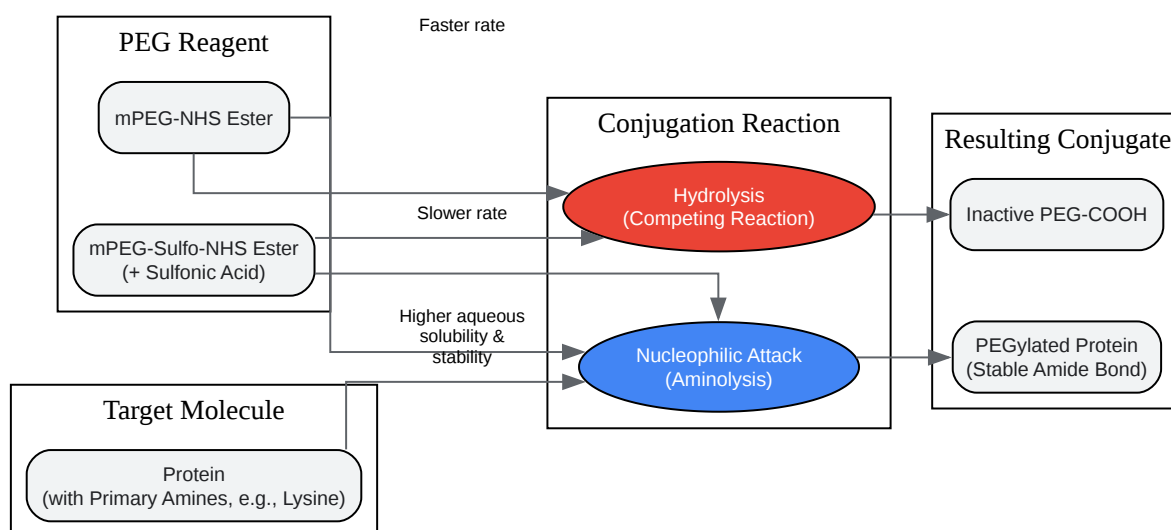 Faster rate
PEG Reagent
mPEG-NHS Ester
mPEG-Sulfo-NHS Ester
(+ Sulfonic Acid)
Slower rate
Higher aqueous
solubility &
stability
Target Molecule
Protein
(with Primary Amines, e.g., Lysine)
Conjugation Reaction
Hydrolysis
(Competing Reaction)
Nucleophilic Attack
(Aminolysis)
Resulting Conjugate
Inactive PEG-COOH
PEGylated Protein
(Stable Amide Bond)